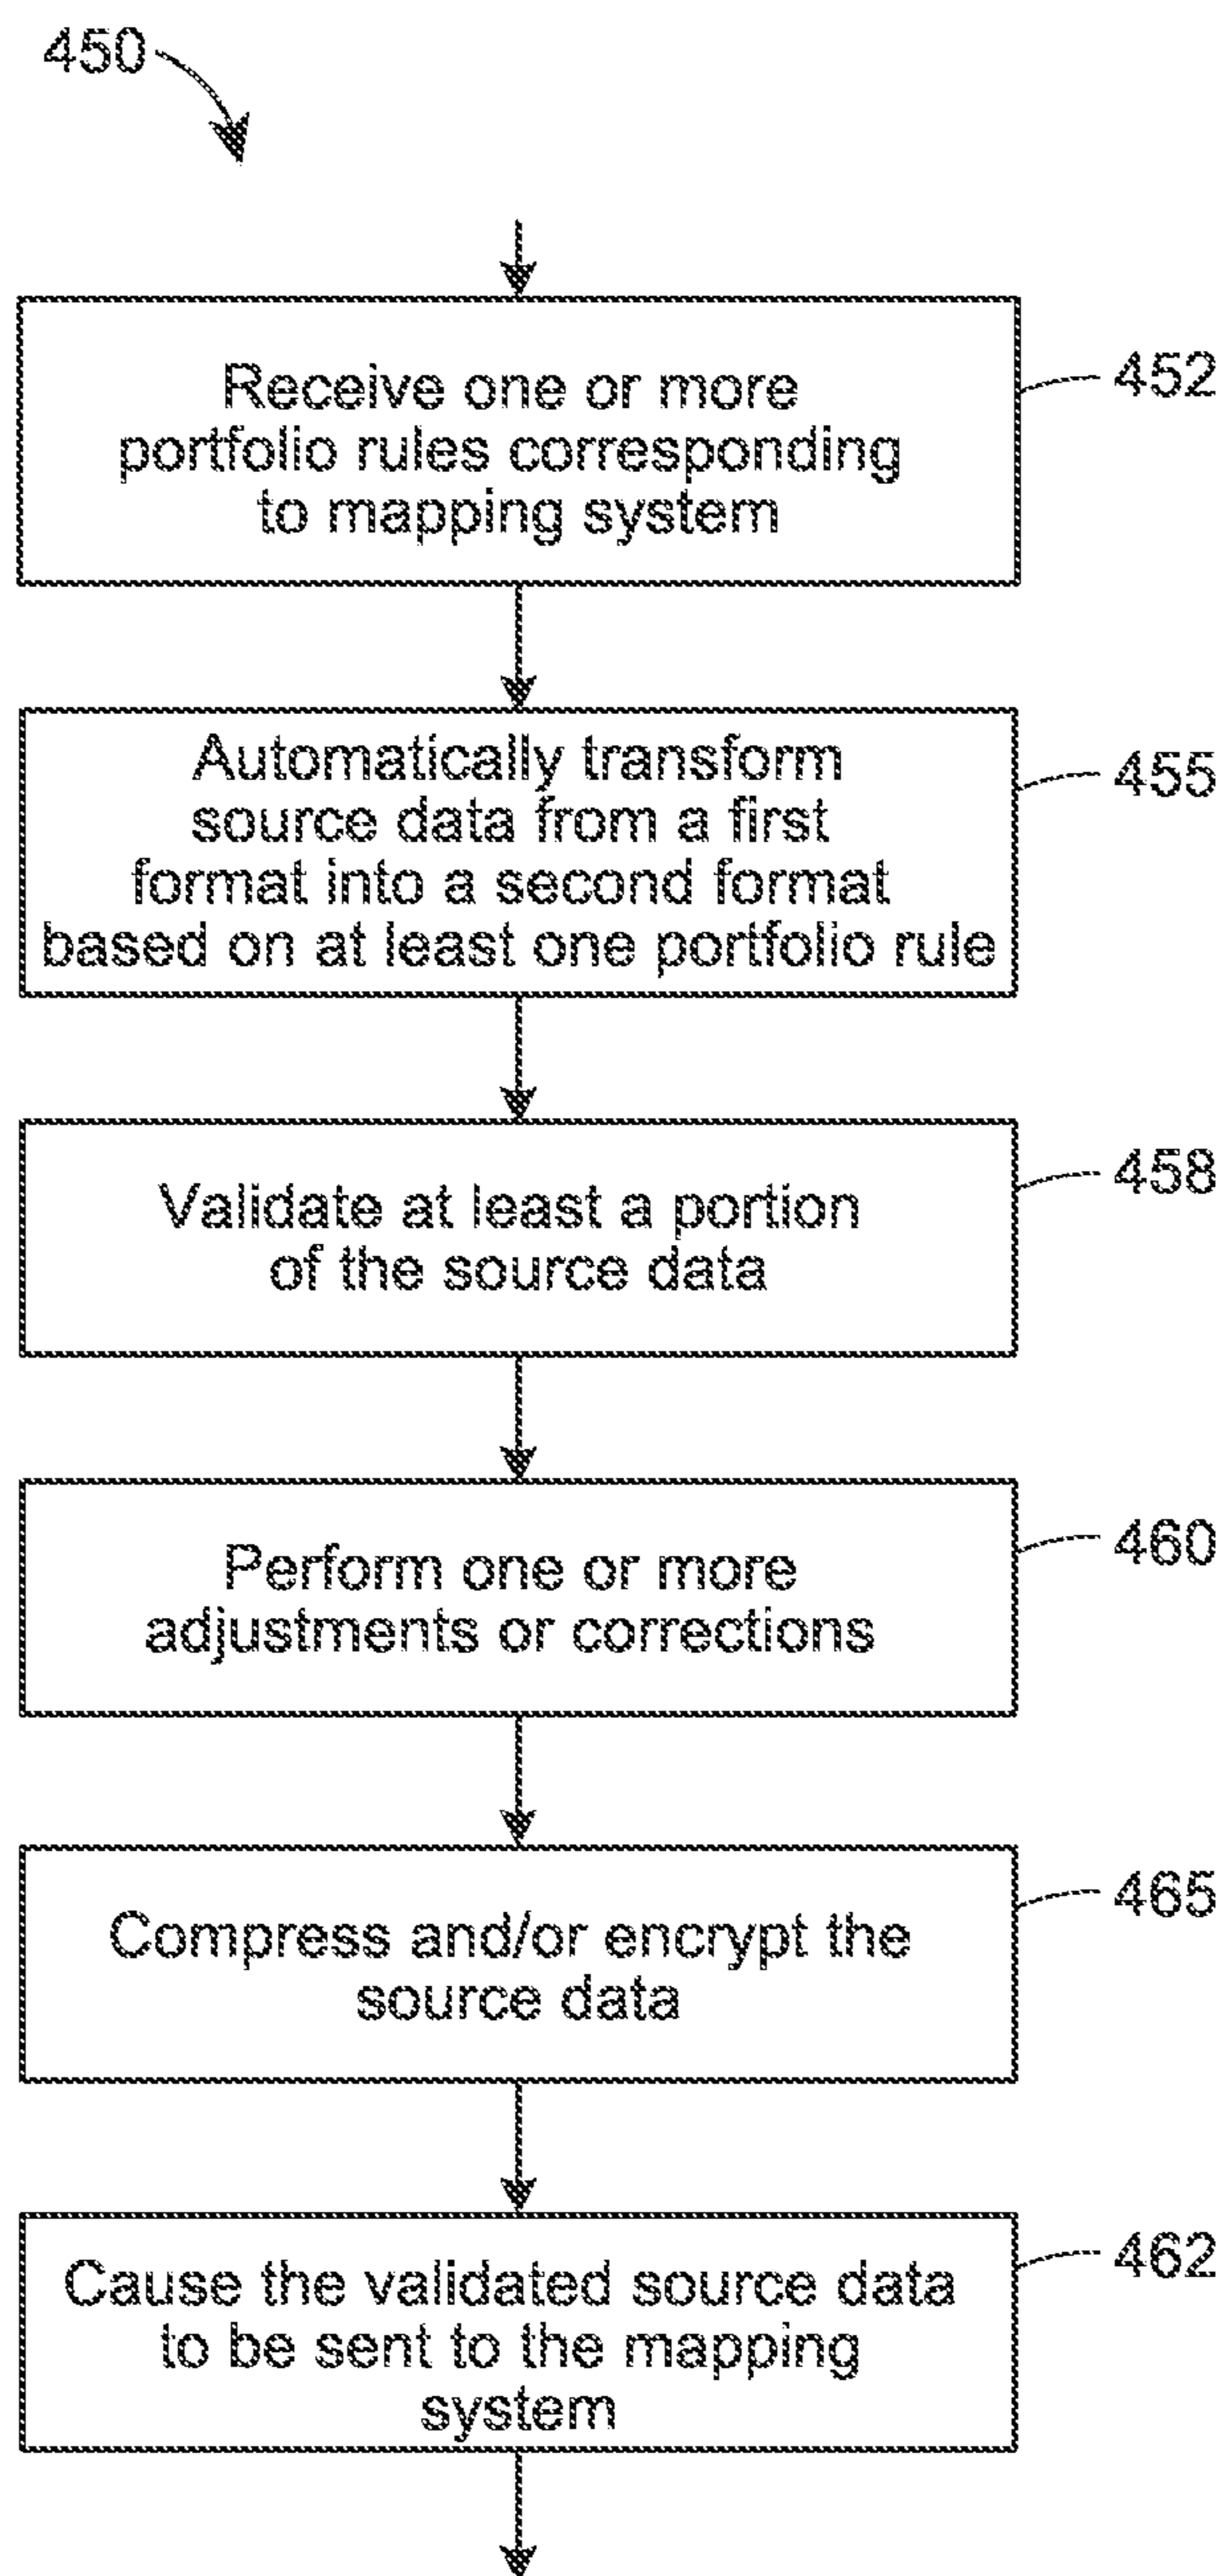 450
Receive one or more
portfolio rules corresponding
to mapping system
452
Automatically transform
source data from a first
format into a second format
based on at least one portfolio rule
455
Validate at least a portion
of the source data
458
Perform one or more
adjustments or corrections
460
Compress and/or encrypt the
source data
465
Cause the validated source data
to be sent to the mapping
system
462